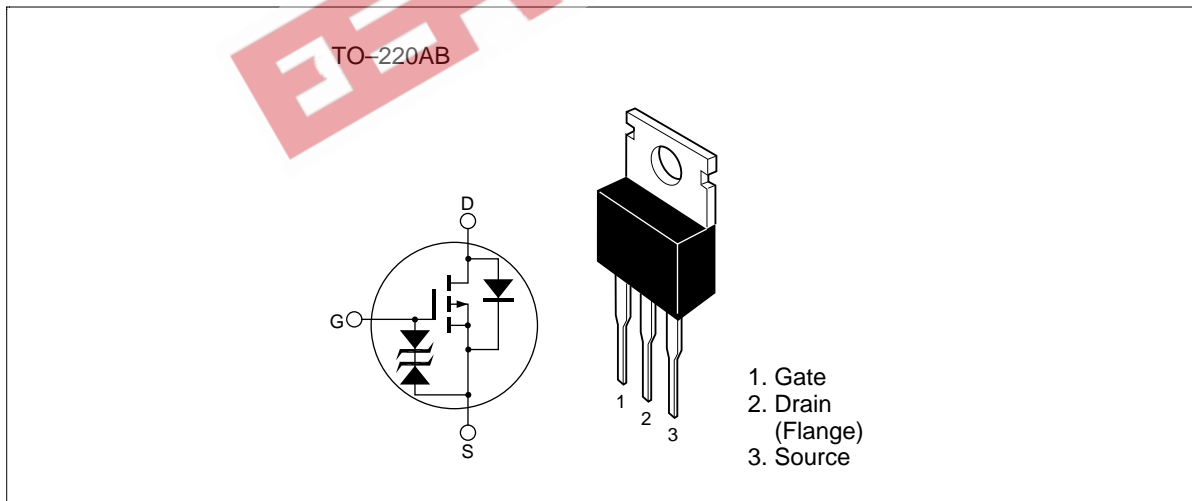 TO–220AB
D
G
S
1
2
3
1. Gate
2. Drain
(Flange)
3. Source